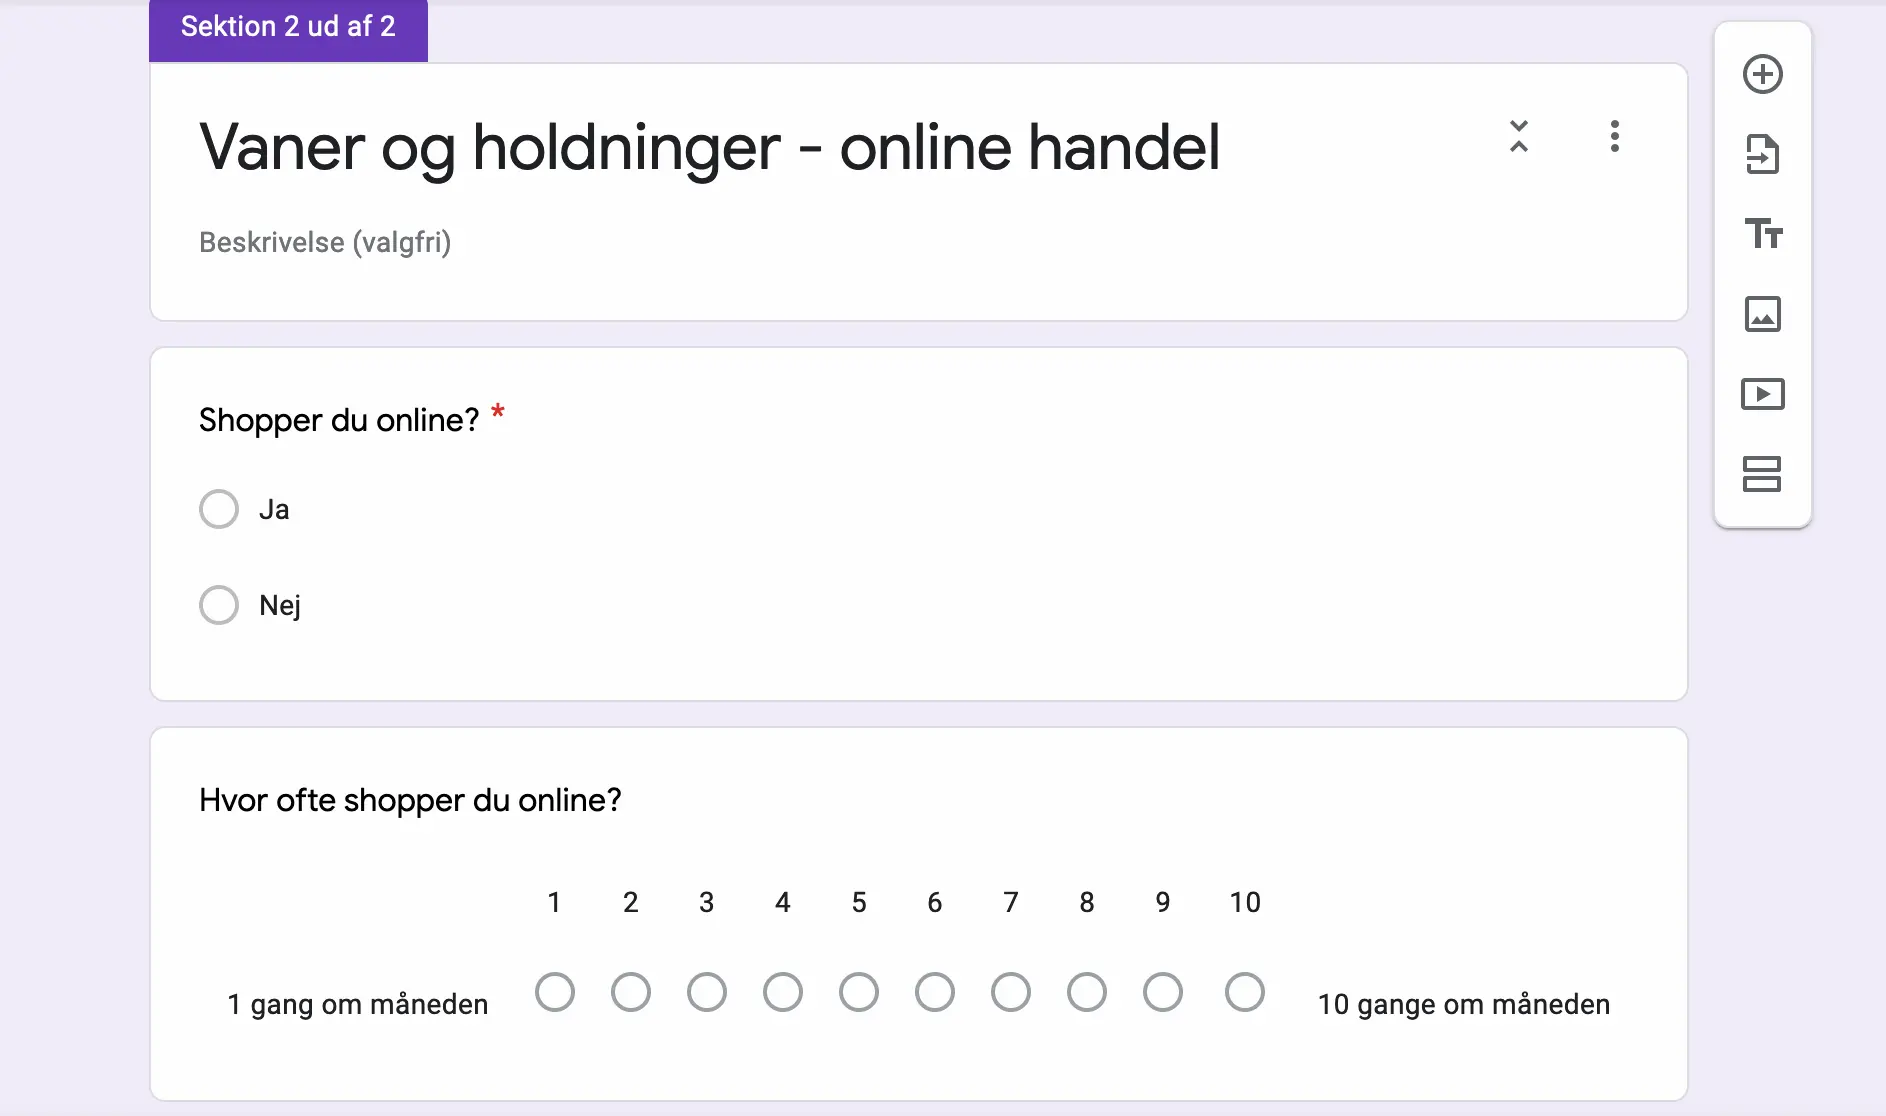 Sektion 2 ud af 2
Vaner og holdninger - online handel
Beskrivelse (valgfri)
Shopper du online? *
Ja
Nej
Hvor ofte shopper du online?
1 2 3 4 5 6 7 8 9 10
1 gang om måneden 10 gange om måneden